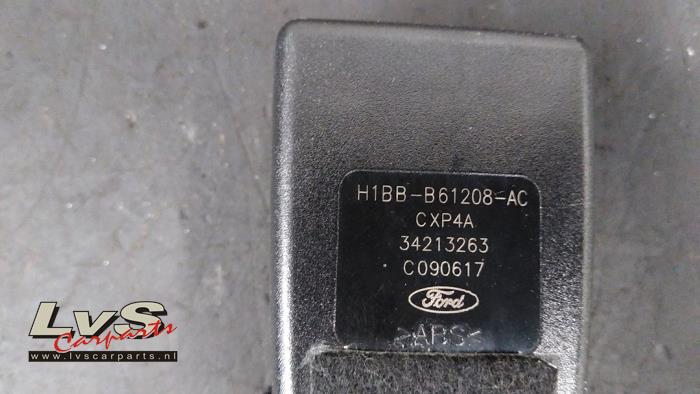 H1BB-B61208-AC
CXP4A
34213263
C090617
Ford
>ABS<
LvS
Carparts
www.lvscarparts.nl